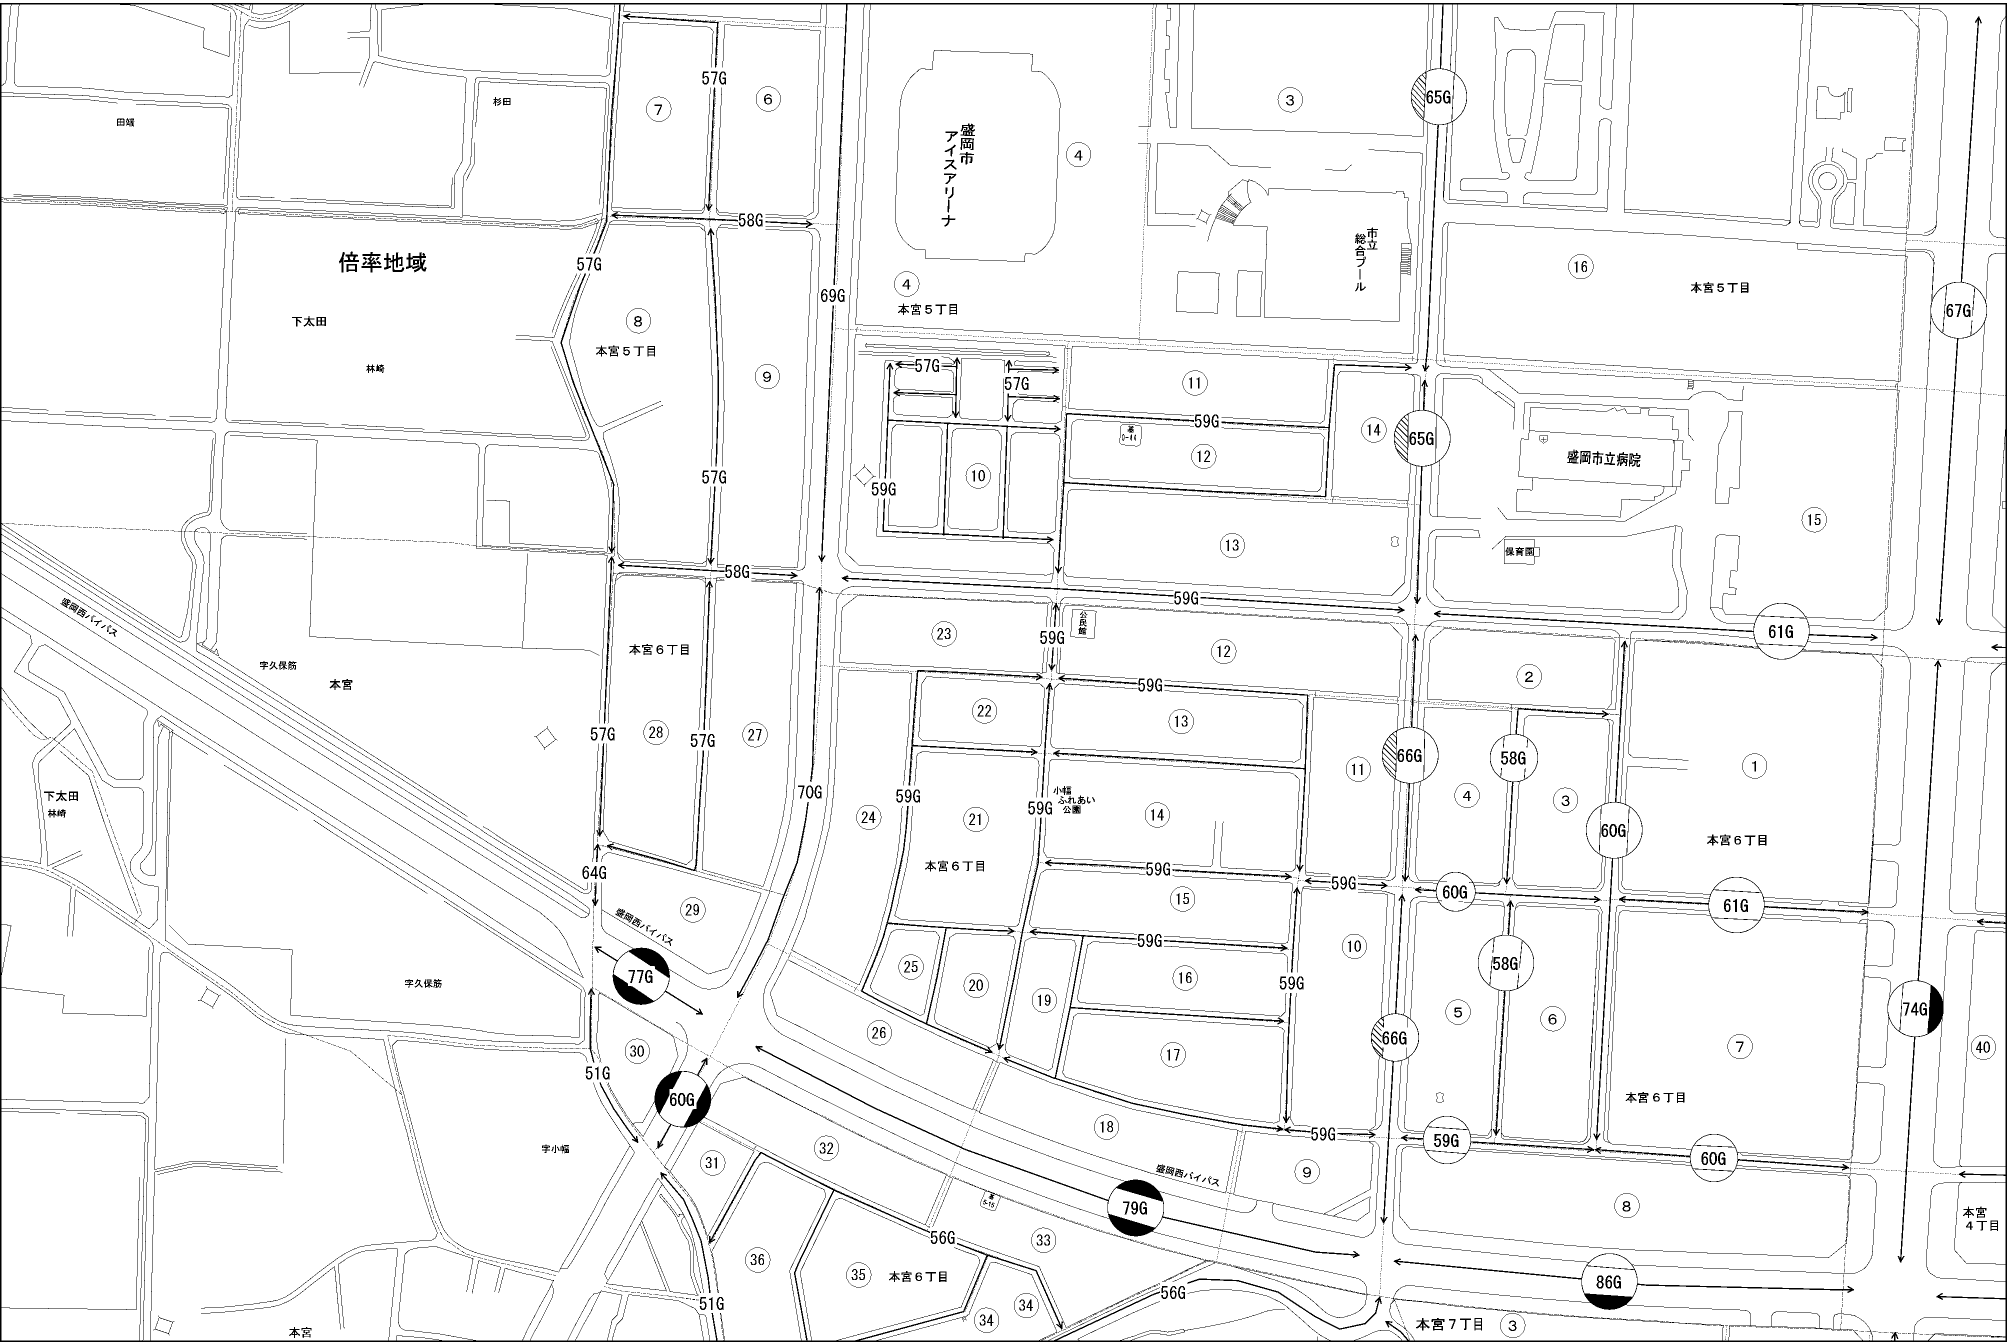 57G
⑦
⑥
③
65G
杉田
田端
盛岡市
アイスアリーナ
④
58G
市立
総合プール
倍率地域
57G
⑯
④
本宮5丁目
本宮5丁目
69G
67G
下太田
⑧
本宮5丁目
林崎
⑨
57G
57G
⑪
59G
基
0-44
⑭
65G
⑫
盛岡市立病院
57G
59G
⑩
⑮
⑬
保育園
58G
59G
盛岡西バイパス
公民館
61G
㉓
59G
⑫
本宮6丁目
字久保筋
本宮
②
59G
㉒
⑬
57G
㉘
57G
㉗
⑪
66G
58G
①
70G
59G
下太田
林崎
小幅
ふれあい
公園
59G
④
③
㉔
㉑
⑭
60G
本宮6丁目
本宮6丁目
64G
59G
59G
60G
61G
㉙
⑮
盛岡西バイパス
59G
⑩
77G
㉕
⑳
⑲
⑯
59G
58G
字久保筋
74G
⑤
⑥
㉖
66G
㉚
⑰
⑦
㊵
51G
60G
本宮6丁目
⑱
59G
59G
字小幅
㉜
㉛
60G
⑨
盛岡西バイパス
基
5-15
79G
⑧
本宮
4丁目
56G
㉝
㊱
㉟
本宮6丁目
86G
56G
51G
㉞
㉞
本宮7丁目
③
本宮